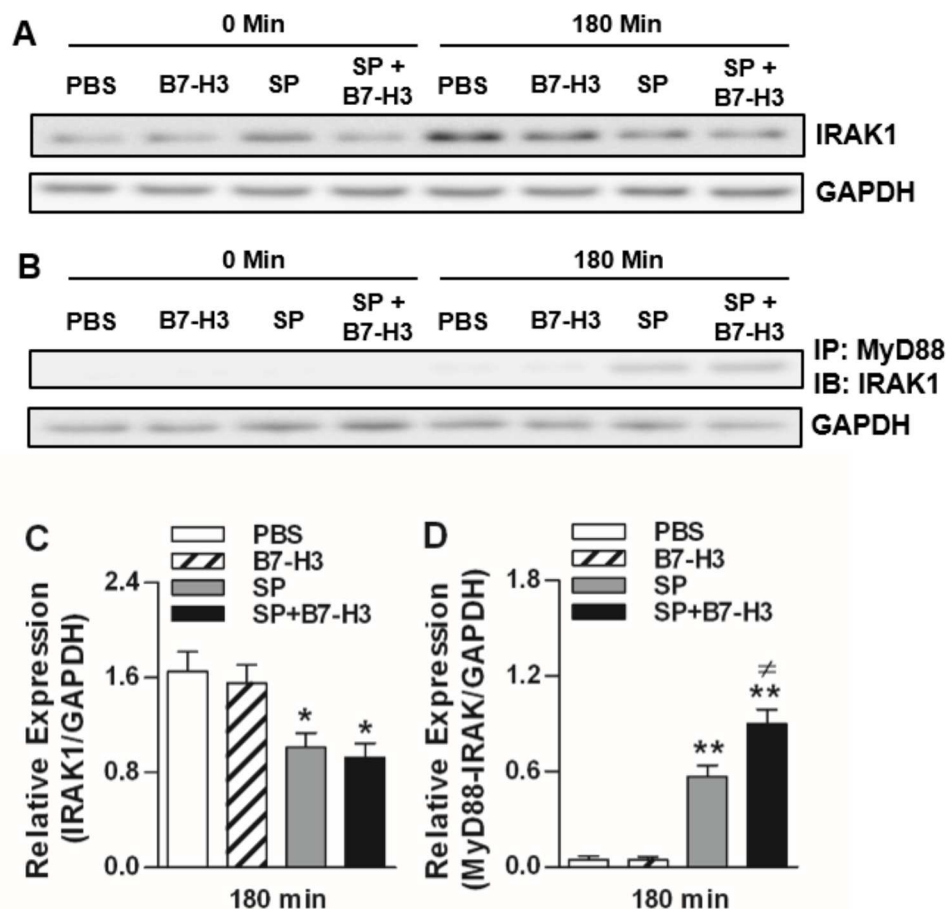 A
0 Min
180 Min
PBS
B7-H3
SP
SP +
B7-H3
PBS
B7-H3
SP
SP +
B7-H3
IRAK1
GAPDH
B
0 Min
180 Min
PBS
B7-H3
SP
SP +
B7-H3
PBS
B7-H3
SP
SP +
B7-H3
IP: MyD88
IB: IRAK1
GAPDH
C
PBS
B7-H3
SP
SP+B7-H3
Relative Expression
(IRAK1/GAPDH)
2.4
1.6
0.8
0.0
*
*
180 min
D
PBS
B7-H3
SP
SP+B7-H3
Relative Expression
(MyD88-IRAK/GAPDH)
1.8
1.2
0.6
0.0
**
≠
**
180 min